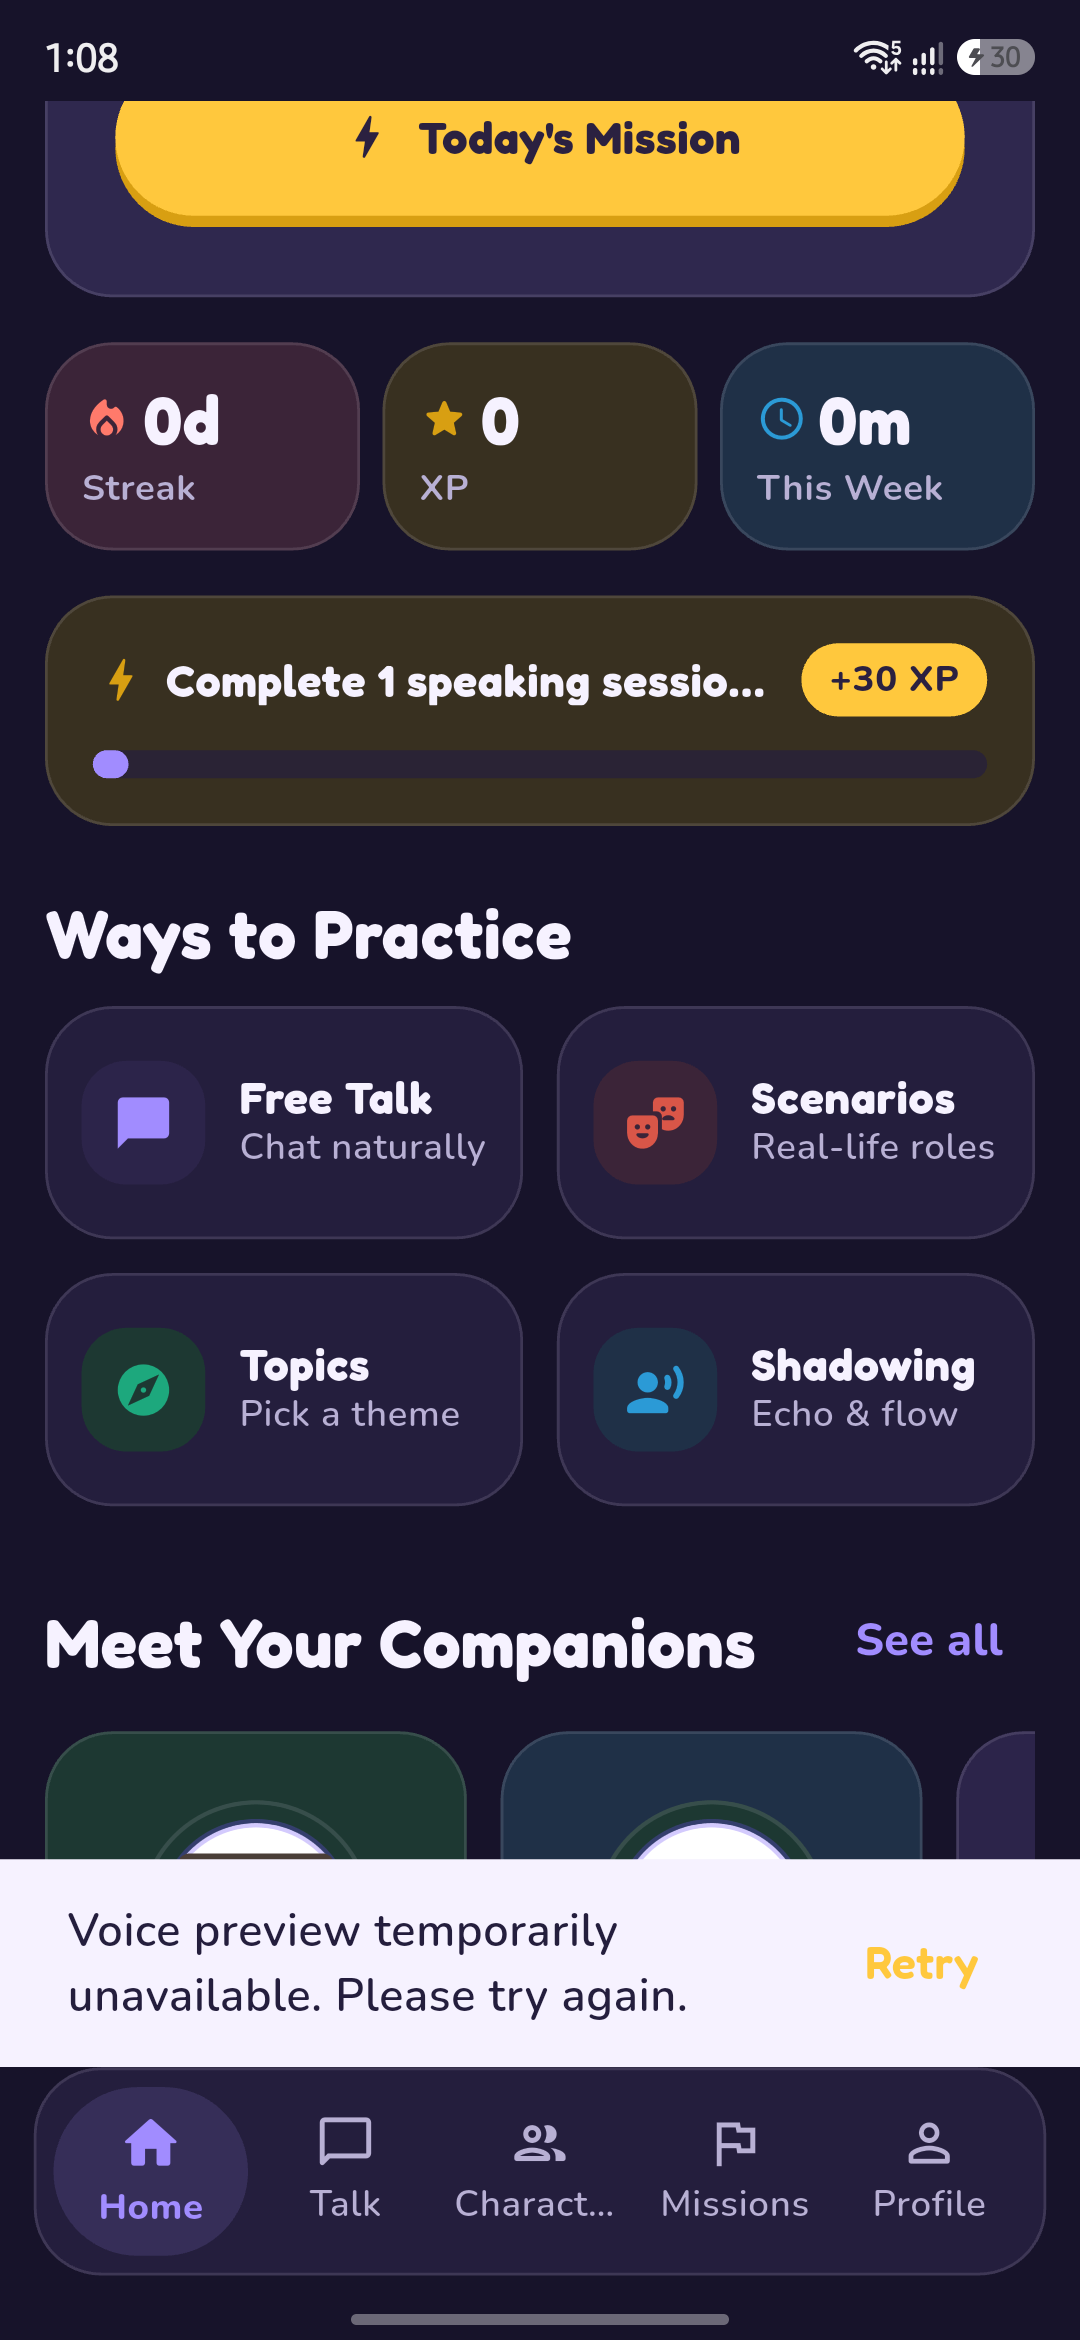 1:08
5
30
Today's Mission
0d
Streak
0
XP
0m
This Week
Complete 1 speaking sessio...
+30 XP
Ways to Practice
Free Talk
Chat naturally
Scenarios
Real-life roles
Topics
Pick a theme
Shadowing
Echo & flow
Meet Your Companions
See all
Voice preview temporarily
unavailable. Please try again.
Retry
Home
Talk
Charact...
Missions
Profile